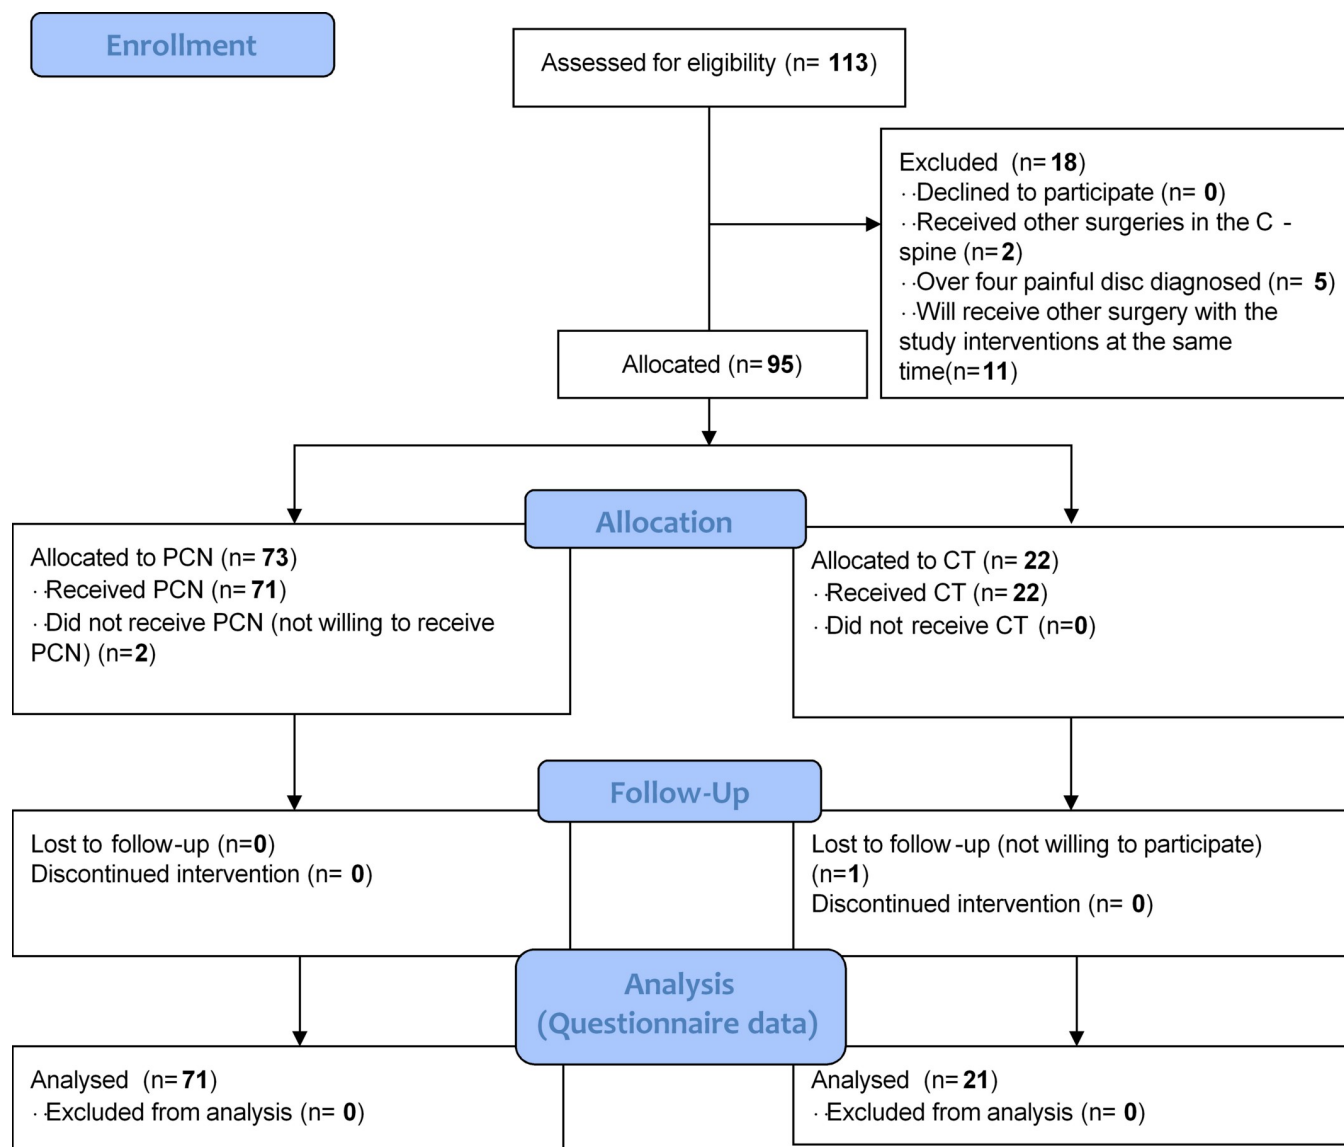 Enrollment
Assessed for eligibility (n= 113)
Excluded (n= 18)
··Declined to participate (n= 0)
··Received other surgeries in the C -
spine (n=2)
··Over four painful disc diagnosed (n= 5)
··Will receive other surgery with the
study interventions at the same
time(n=11)
Allocated (n= 95)
Allocation
Allocated to PCN (n= 73)
··Received PCN (n= 71)
··Did not receive PCN (not willing to receive
PCN) (n=2)
Allocated to CT (n= 22)
··Received CT (n= 22)
··Did not receive CT (n=0)
Follow-Up
Lost to follow-up (n=0)
Discontinued intervention (n= 0)
Lost to follow-up (not willing to participate)
(n=1)
Discontinued intervention (n= 0)
Analysis
(Questionnaire data)
Analysed (n= 71)
··Excluded from analysis (n= 0)
Analysed (n= 21)
··Excluded from analysis (n= 0)